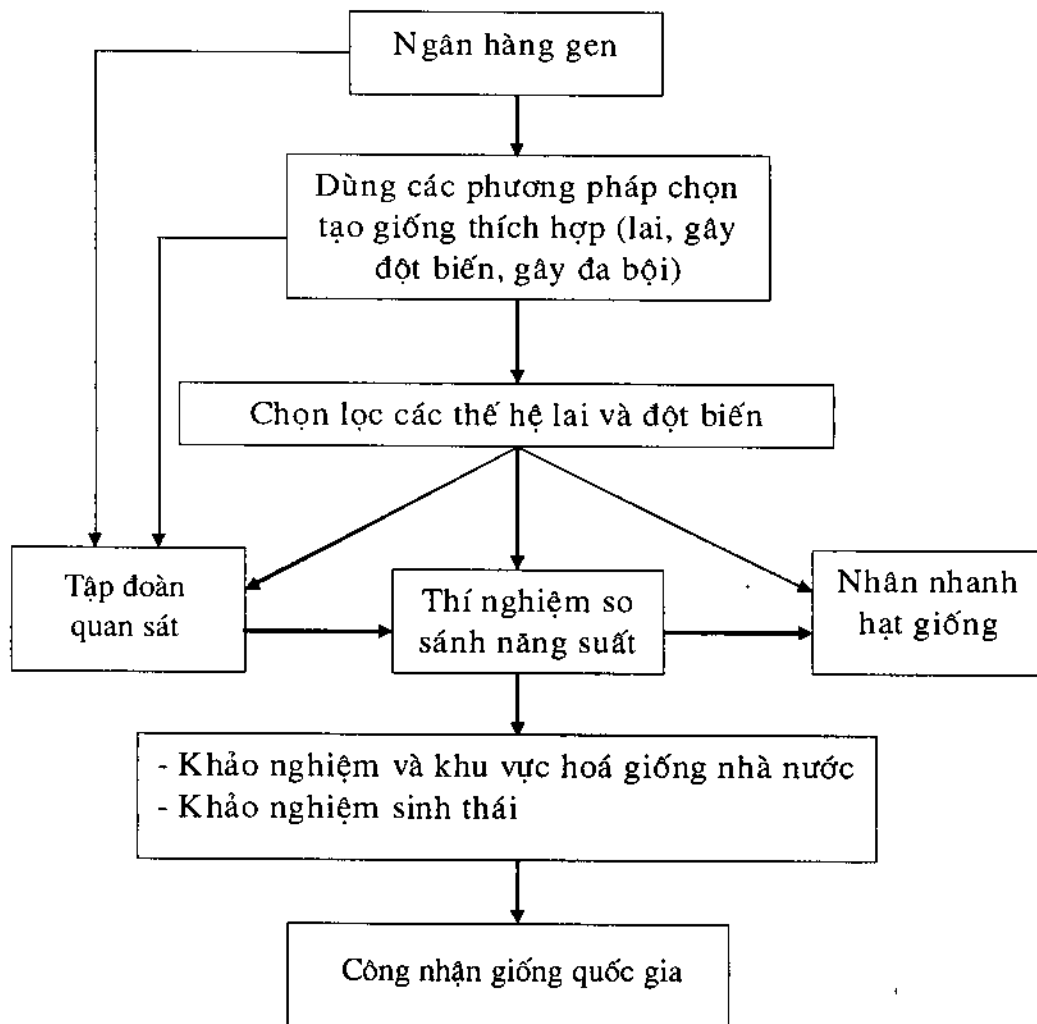 Ngân hàng gen
Dùng các phương pháp chọn
tạo giống thích hợp (lai, gây
đột biến, gây đa bội)
Chọn lọc các thế hệ lai và đột biến
Tập đoàn
quan sát
Thí nghiệm so
sánh năng suất
Nhân nhanh
hạt giống
- Khảo nghiệm và khu vực hoá giống nhà nước
- Khảo nghiệm sinh thái
Công nhận giống quốc gia